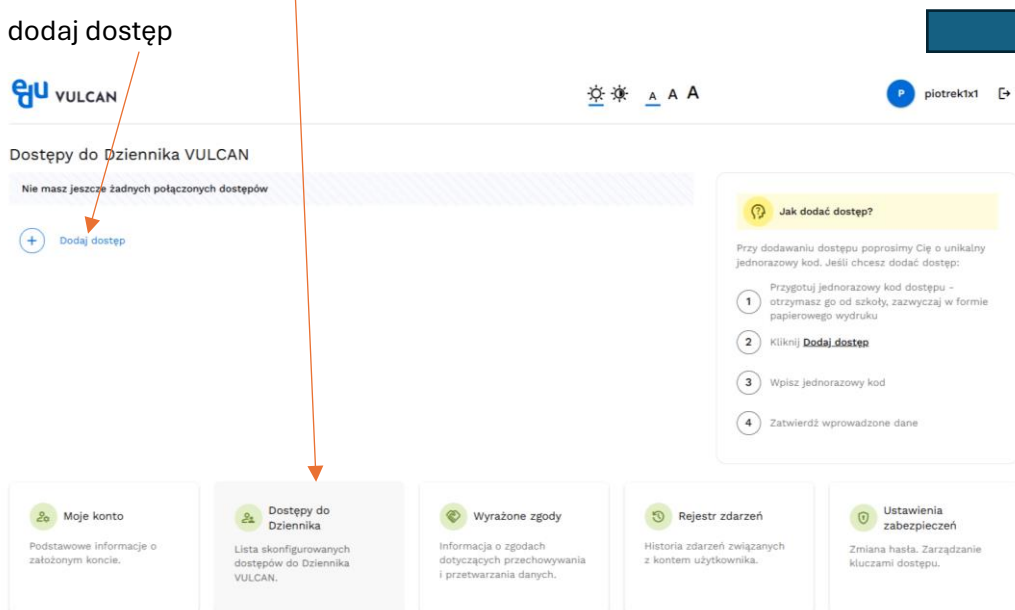 dodaj dostęp
edu VULCAN
A A A
P piotrek1x1
Dostępy do Dziennika VULCAN
Nie masz jeszcze żadnych połączonych dostępów
+ Dodaj dostęp
Jak dodać dostęp?
Przy dodawaniu dostępu poprosimy Cię o unikalny
jednorazowy kod. Jeśli chcesz dodać dostęp:
1 Przygotuj jednorazowy kod dostępu -
otrzymasz go od szkoły, zazwyczaj w formie
papierowego wydruku
2 Kliknij Dodaj dostęp
3 Wpisz jednorazowy kod
4 Zatwierdź wprowadzone dane
Moje konto
Podstawowe informacje o
założonym koncie.
Dostępy do
Dziennika
Lista skonfigurowanych
dostępów do Dziennika
VULCAN.
Wyrażone zgody
Informacja o zgodach
dotyczących przechowywania
i przetwarzania danych.
Rejestr zdarzeń
Historia zdarzeń związanych
z kontem użytkownika.
Ustawienia
zabezpieczeń
Zmiana hasła. Zarządzanie
kluczami dostępu.